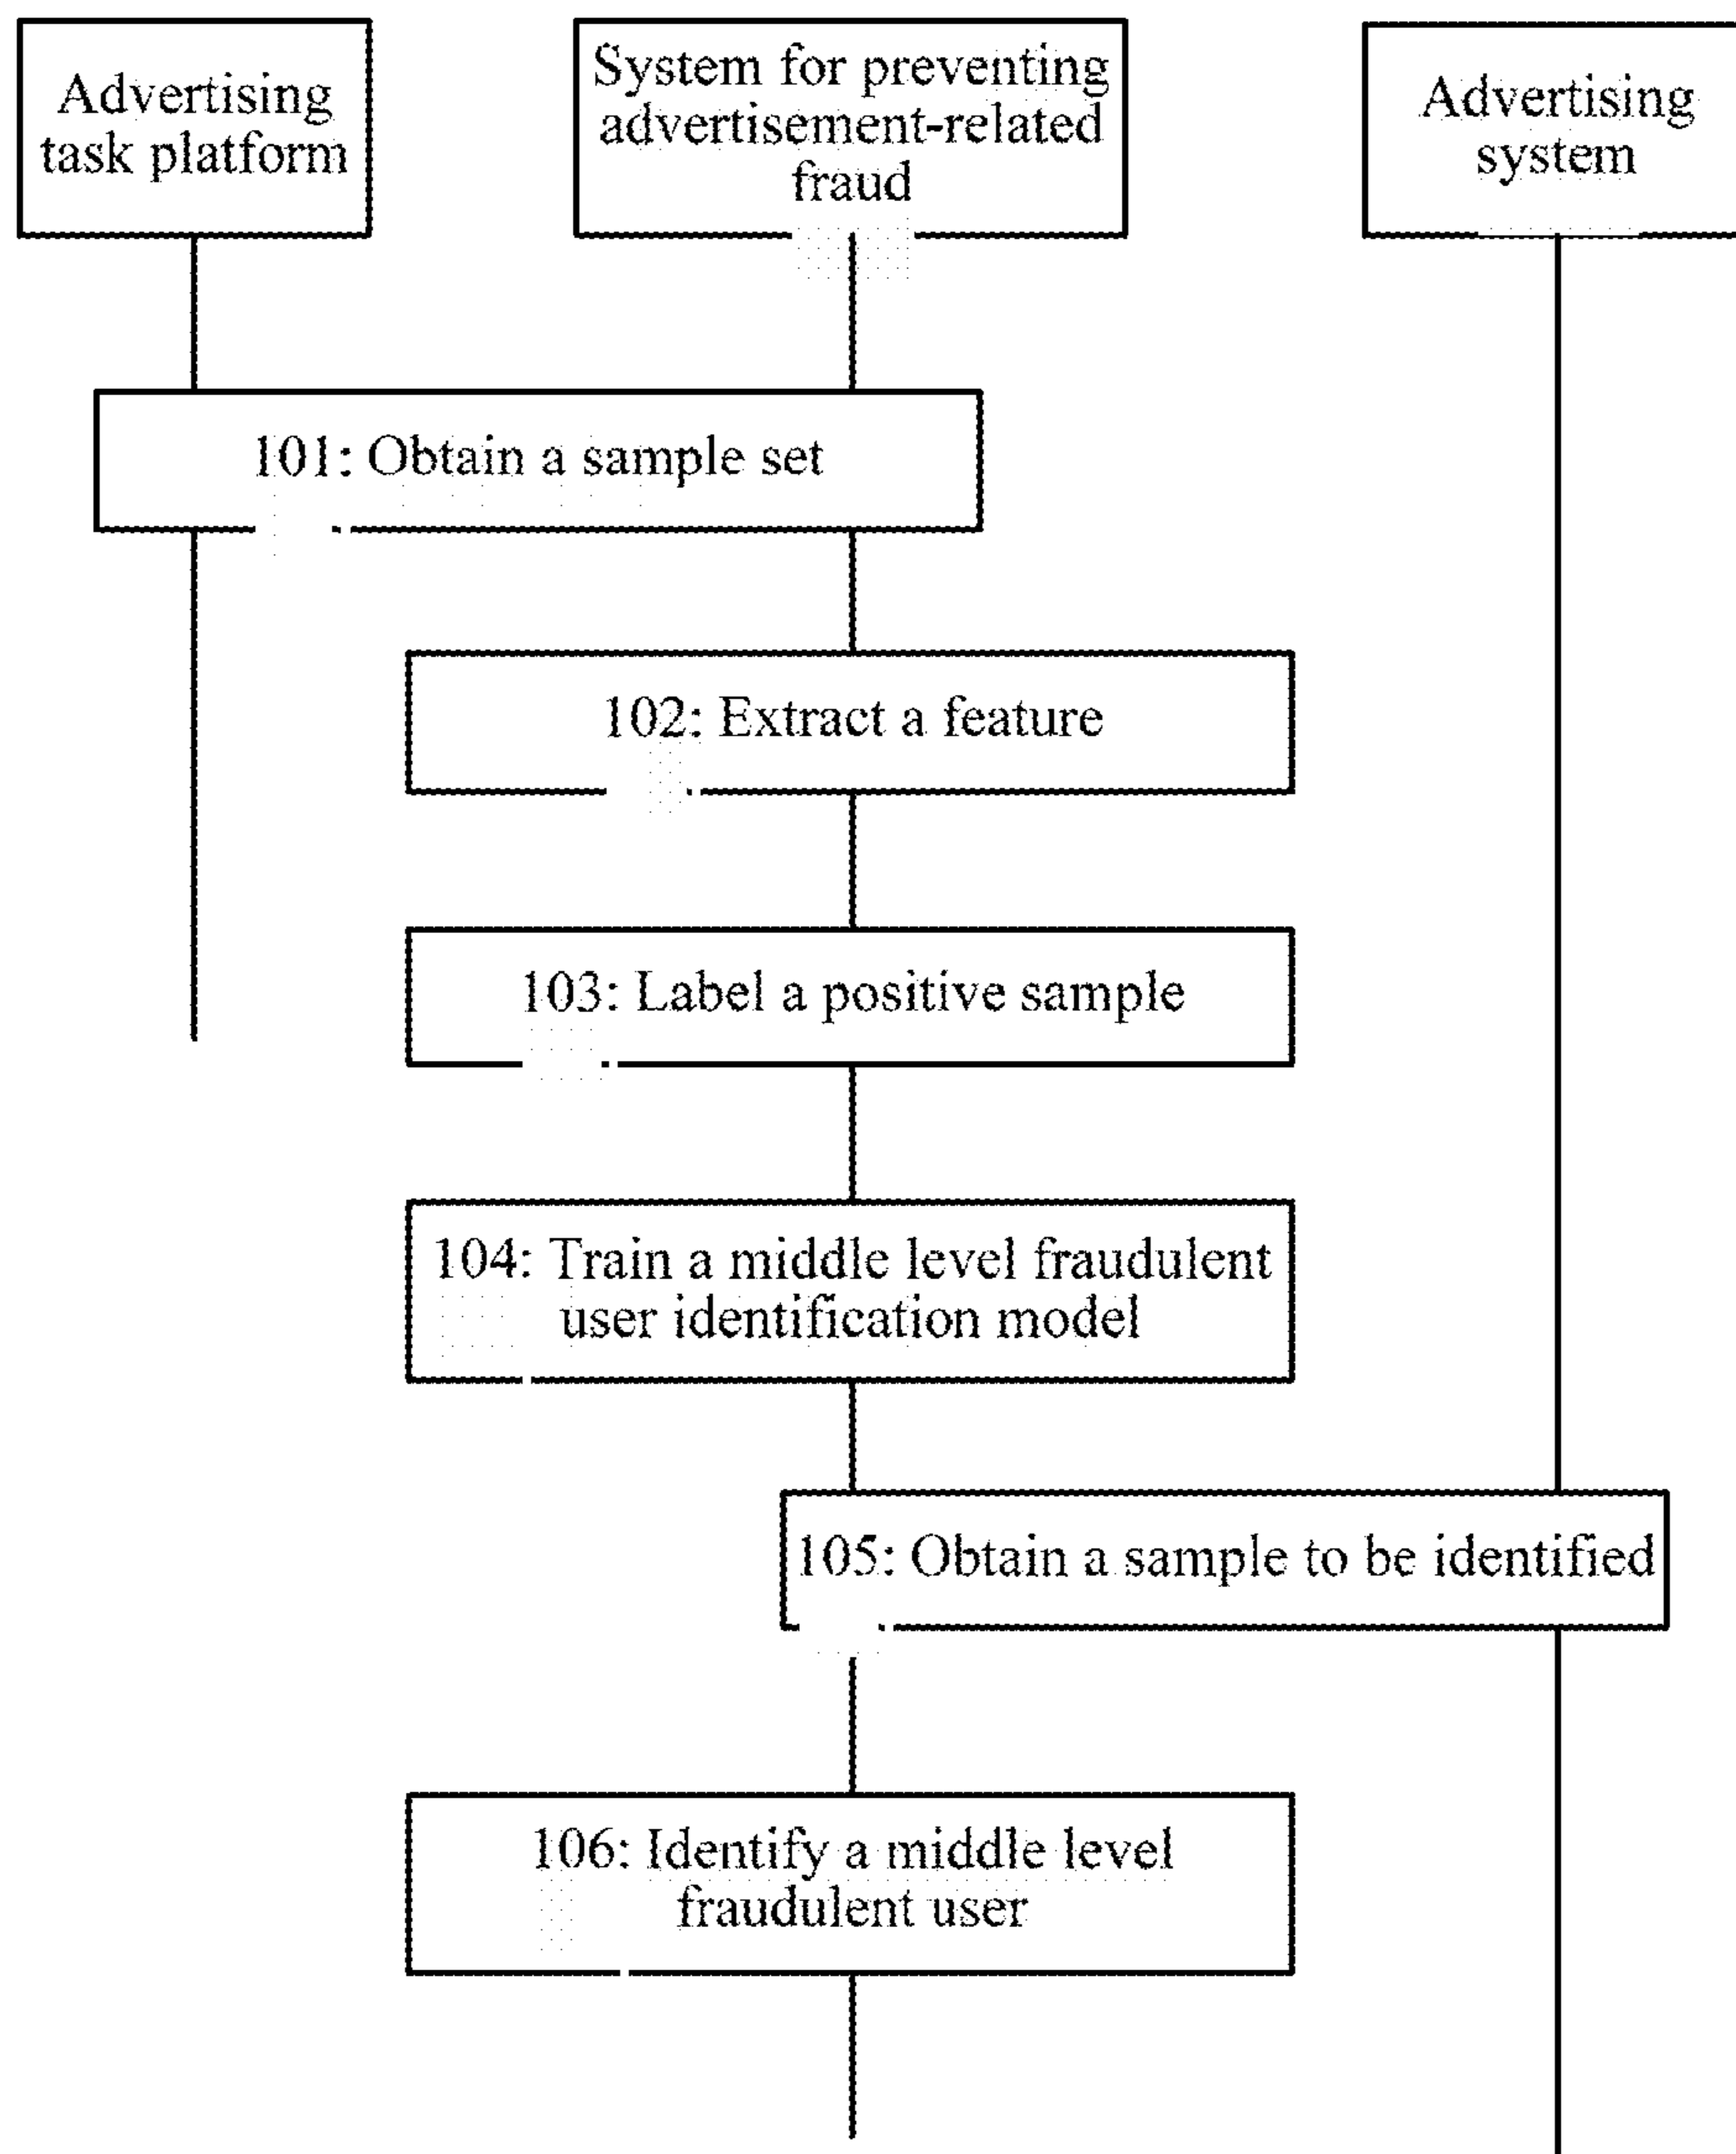 Advertising
task platform
System for preventing
advertisement-related
fraud
Advertising
system
101: Obtain a sample set
102: Extract a feature
103: Label a positive sample
104: Train a middle level fraudulent
user identification model
105: Obtain a sample to be identified
106: Identify a middle level
fraudulent user